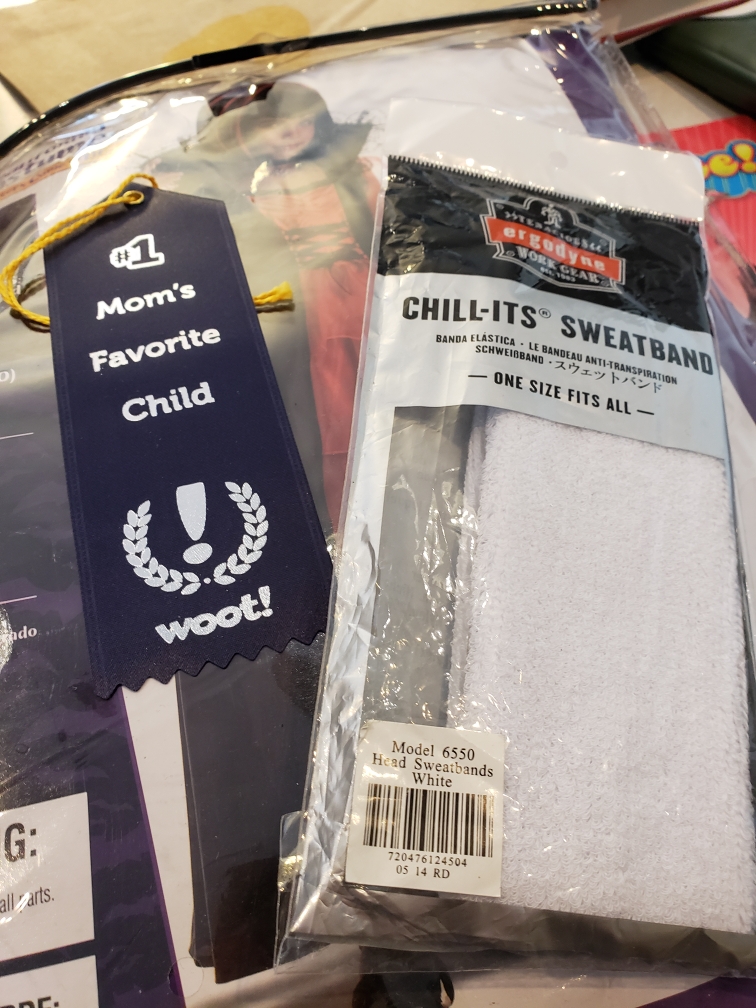 #1
Mom's
Favorite
Child
woot!
TENACIOUS
ergodyne
WORK GEAR
CHILL-ITS® SWEATBAND
BANDA ELÁSTICA · LE BANDEAU ANTI-TRANSPIRATION
SCHWEIßBAND · スウェットバンド
— ONE SIZE FITS ALL —
Model 6550
Head Sweatbands
White
720476124504
05 14 RD
e!
G:
all parts.